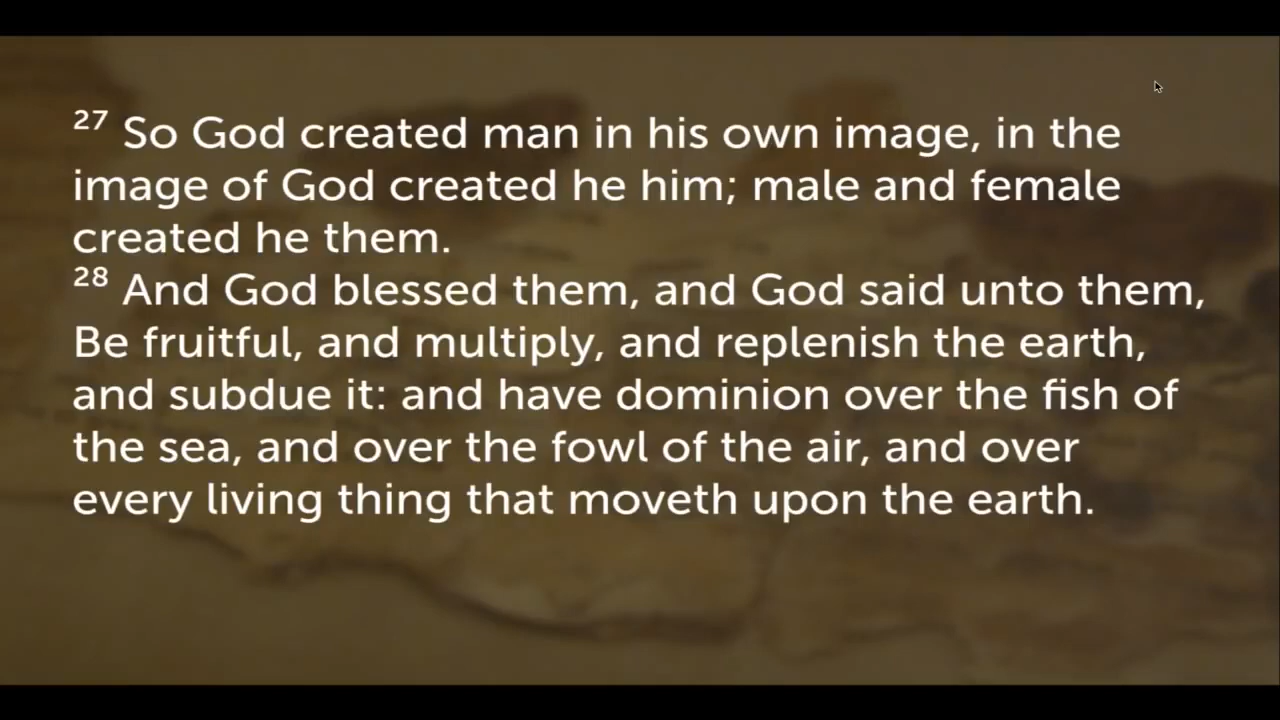 27 So God created man in his own image, in the
image of God created he him; male and female
created he them.
28 And God blessed them, and God said unto them,
Be fruitful, and multiply, and replenish the earth,
and subdue it: and have dominion over the fish of
the sea, and over the fowl of the air, and over
every living thing that moveth upon the earth.